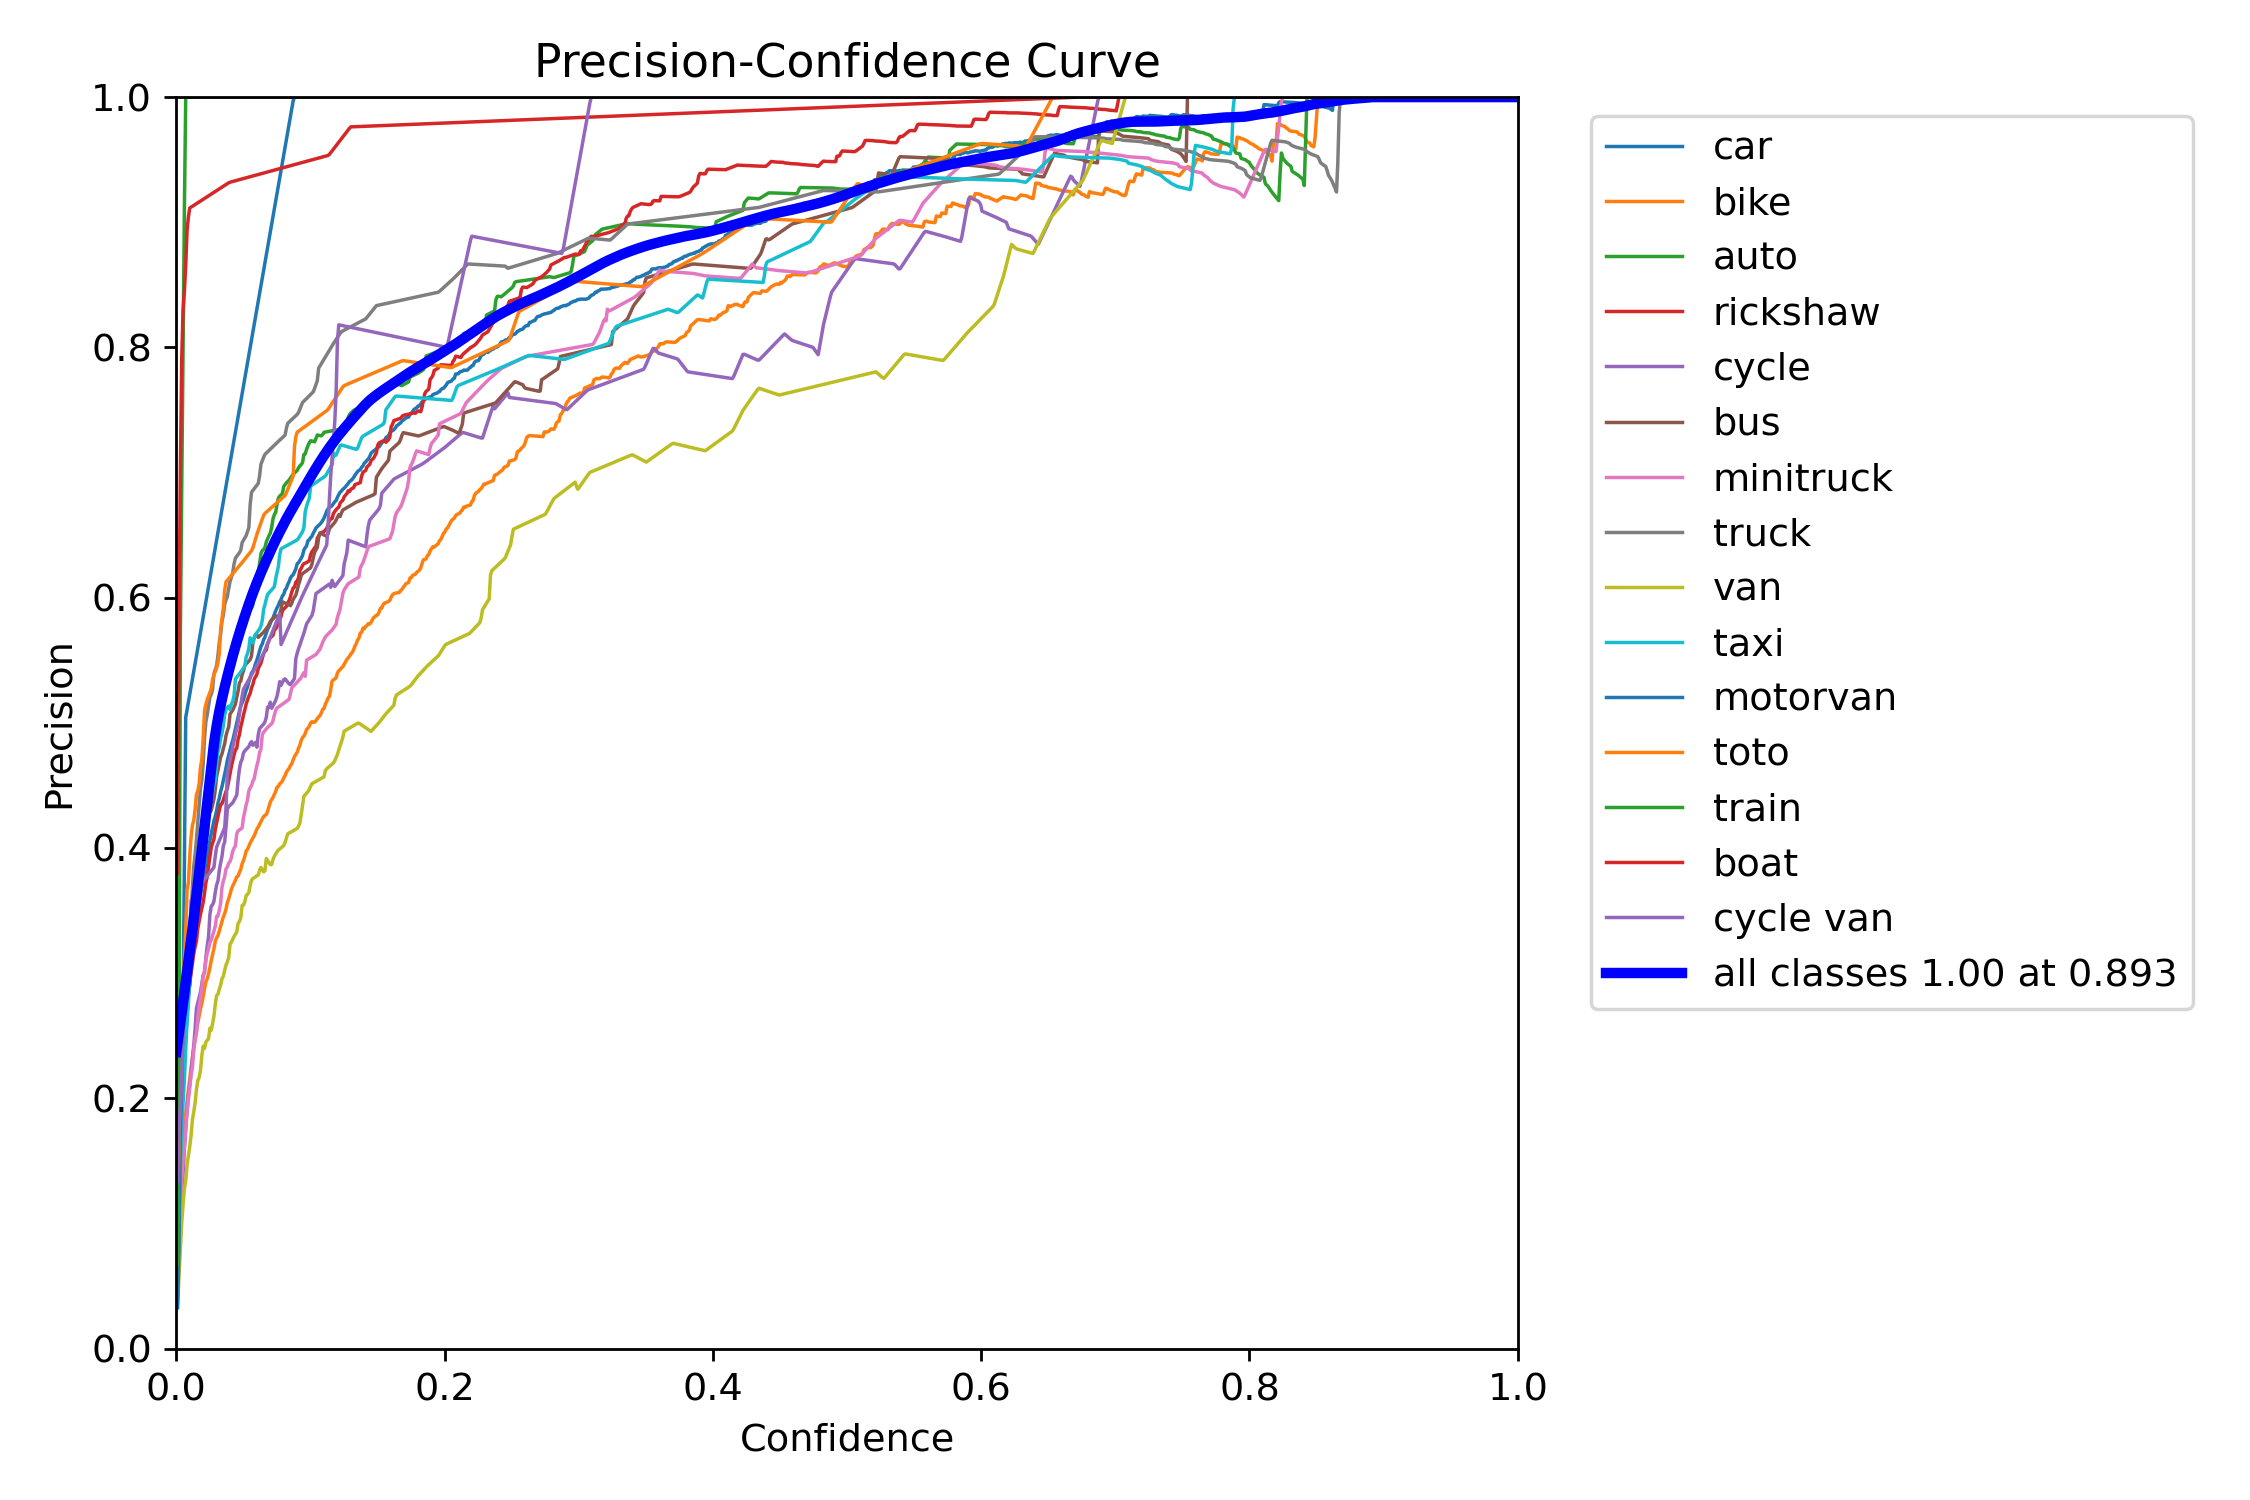 Precision-Confidence Curve
1.0
0.8
0.6
0.4
0.2
0.0
Precision
0.0 0.2 0.4 0.6 0.8 1.0
Confidence
car
bike
auto
rickshaw
cycle
bus
minitruck
truck
van
taxi
motorvan
toto
train
boat
cycle van
all classes 1.00 at 0.893